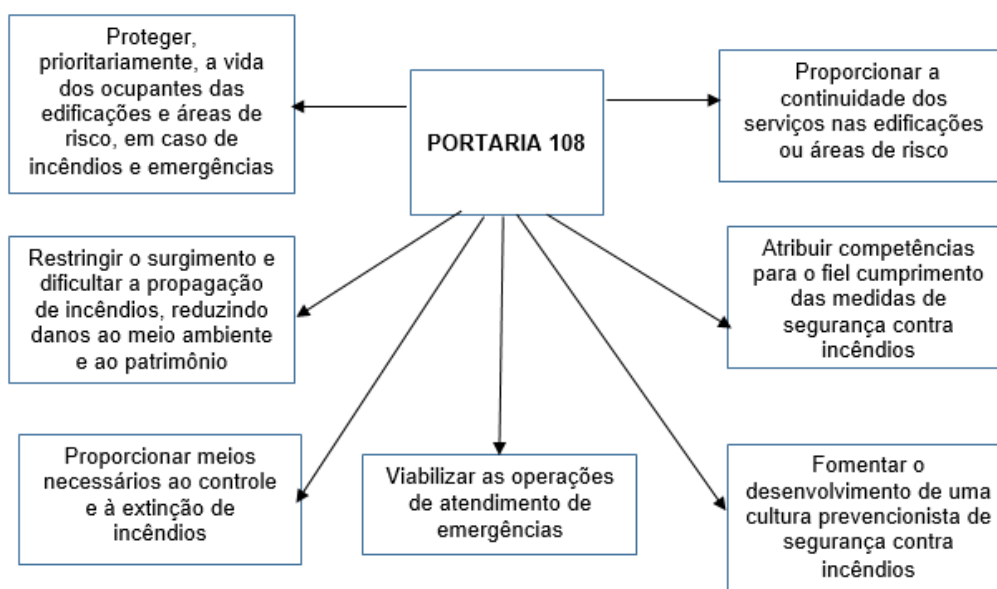 Proteger,
prioritariamente, a vida
dos ocupantes das
edificações e áreas de
risco, em caso de
incêndios e emergências
PORTARIA 108
Proporcionar a
continuidade dos
serviços nas edificações
ou áreas de risco
Restringir o surgimento e
dificultar a propagação
de incêndios, reduzindo
danos ao meio ambiente
e ao patrimônio
Atribuir competências
para o fiel cumprimento
das medidas de
segurança contra
incêndios
Proporcionar meios
necessários ao controle
e à extinção de
incêndios
Viabilizar as operações
de atendimento de
emergências
Fomentar o
desenvolvimento de uma
cultura prevencionista de
segurança contra
incêndios